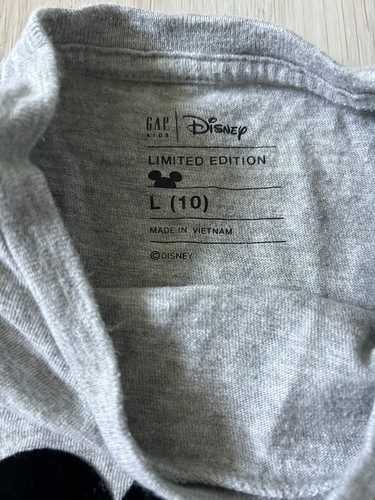 GAP | Disney
KIDS
LIMITED EDITION
L (10)
MADE IN VIETNAM
©DISNEY